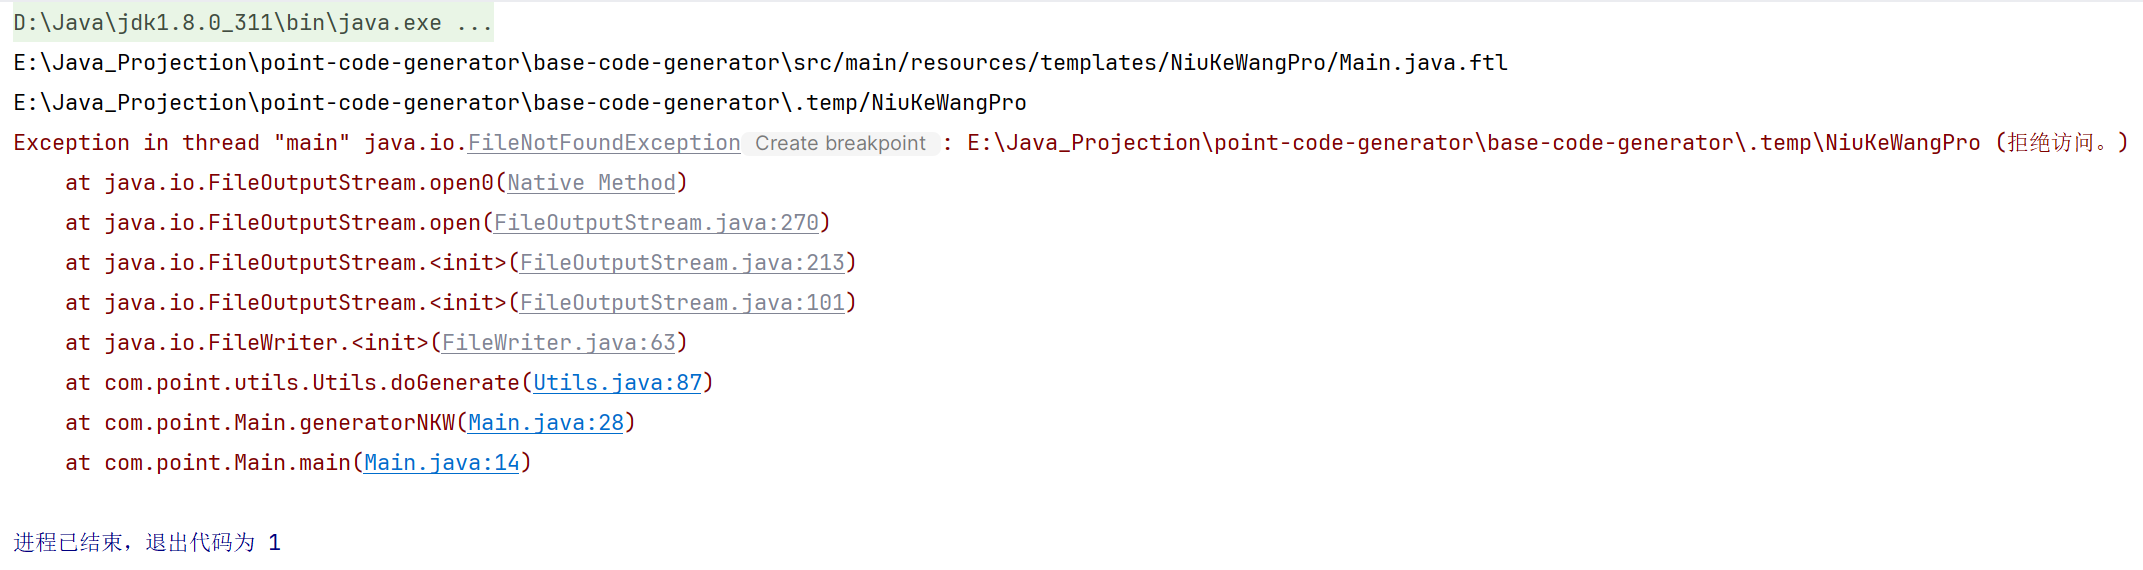 D:\Java\jdk1.8.0_311\bin\java.exe ...
E:\Java_Projection\point-code-generator\base-code-generator\src/main/resources/templates/NiuKeWangPro/Main.java.ftl
E:\Java_Projection\point-code-generator\base-code-generator\.temp/NiuKeWangPro
Exception in thread "main" java.io.FileNotFoundException Create breakpoint : E:\Java_Projection\point-code-generator\base-code-generator\.temp\NiuKeWangPro (拒绝访问。)
    at java.io.FileOutputStream.open0(Native Method)
    at java.io.FileOutputStream.open(FileOutputStream.java:270)
    at java.io.FileOutputStream.<init>(FileOutputStream.java:213)
    at java.io.FileOutputStream.<init>(FileOutputStream.java:101)
    at java.io.FileWriter.<init>(FileWriter.java:63)
    at com.point.utils.Utils.doGenerate(Utils.java:87)
    at com.point.Main.generatorNKW(Main.java:28)
    at com.point.Main.main(Main.java:14)
进程已结束，退出代码为 1